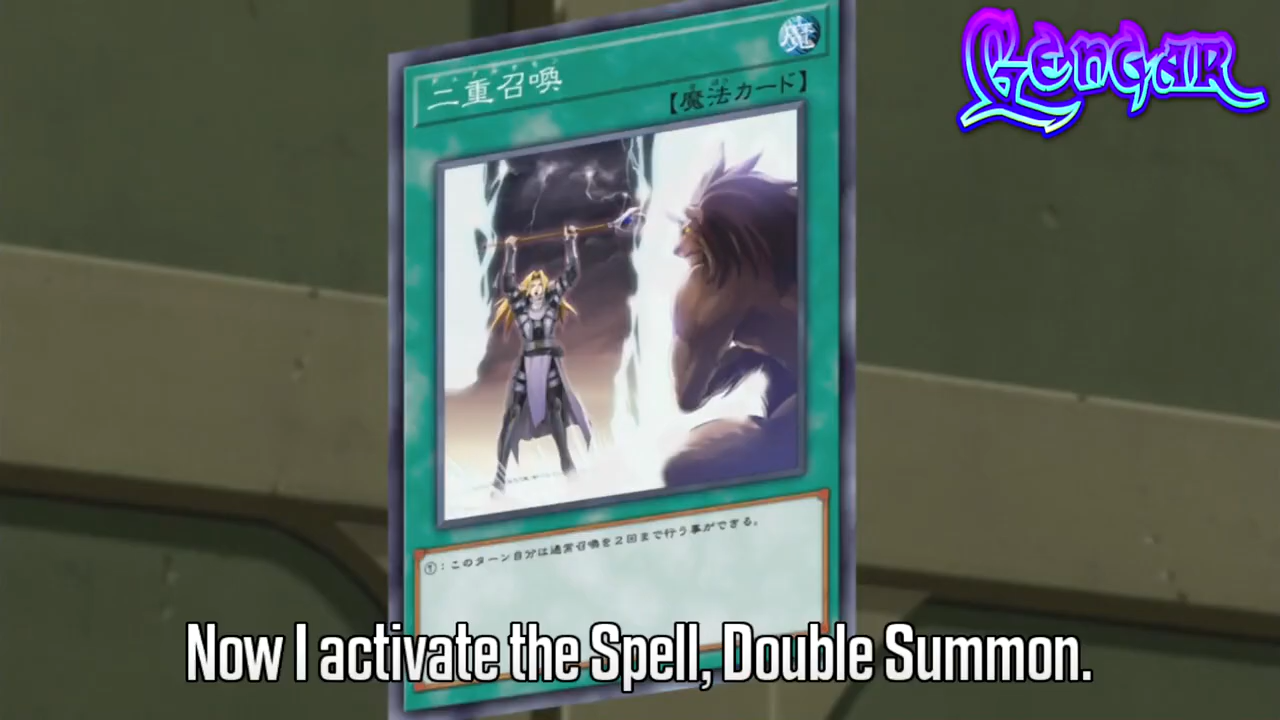 Gengar
二重召喚
【魔法カード】
魔
①：このターン自分は通常召喚を２回まで行う事ができる。
Now I activate the Spell, Double Summon.